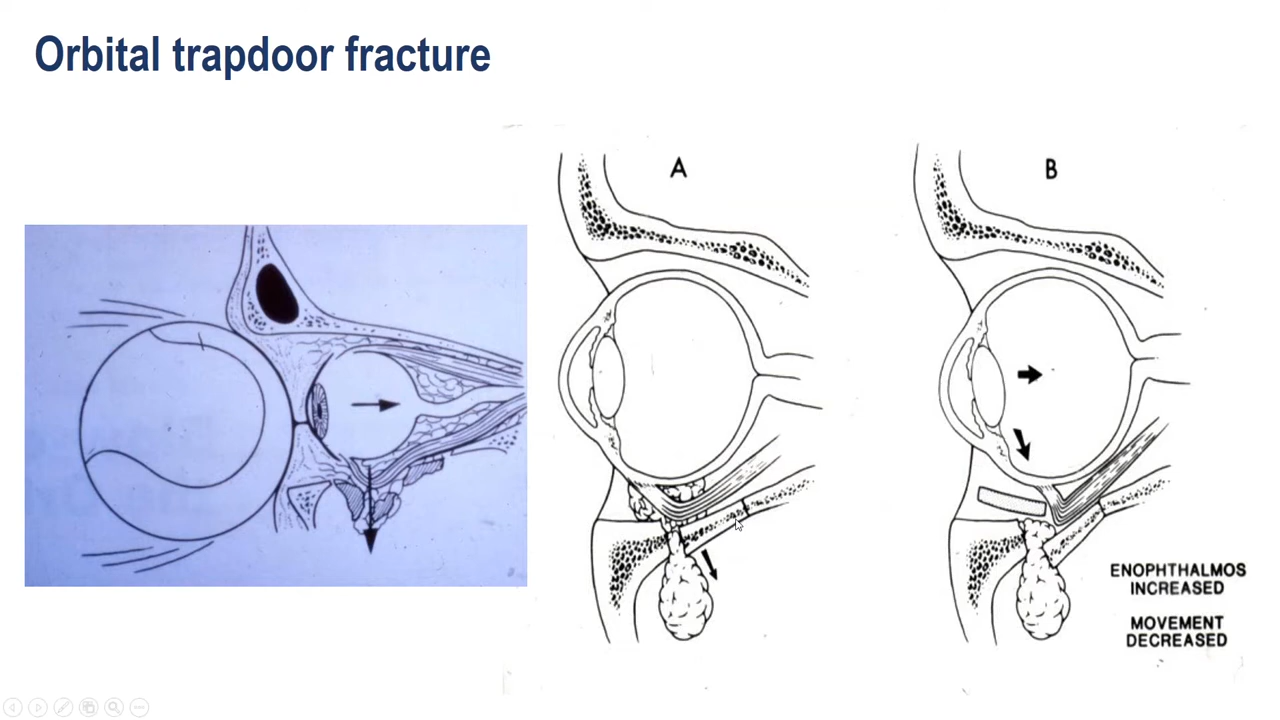 Orbital trapdoor fracture
A
B
ENOPHTHALMOS
INCREASED
MOVEMENT
DECREASED